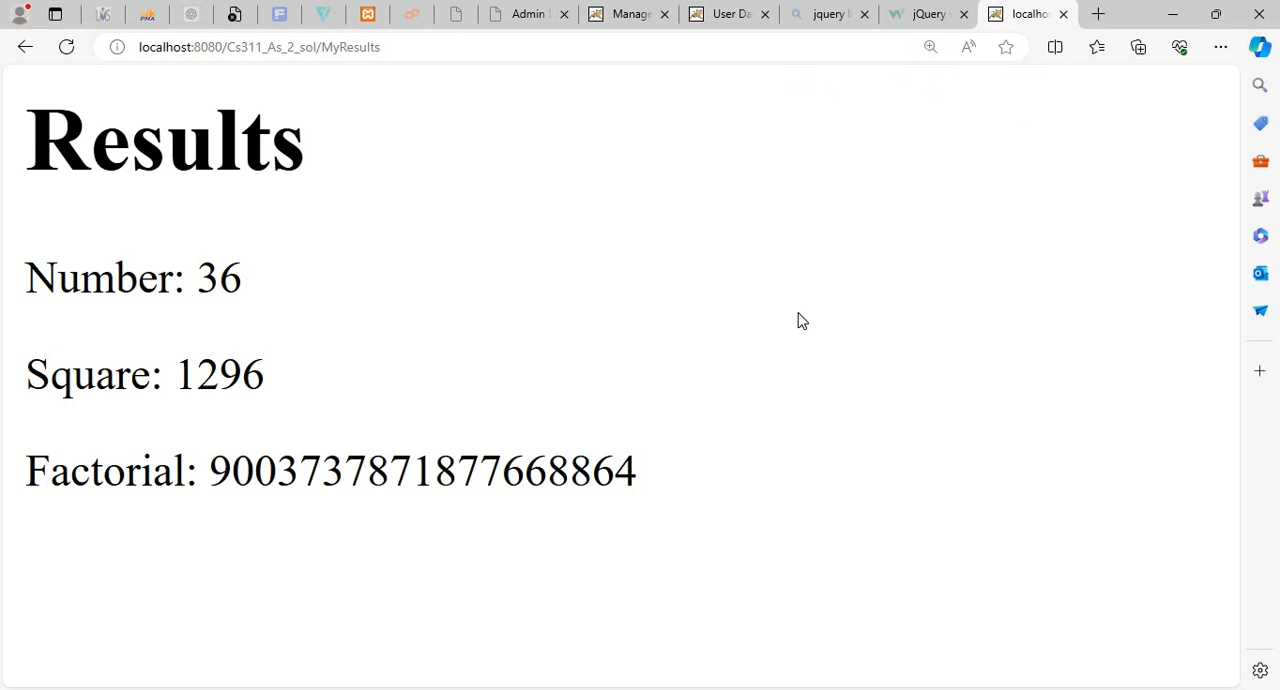 Admin
Manage
User Da
jquery
jQuery
localho
localhost:8080/Cs311_As_2_sol/MyResults
Results
Number: 36
Square: 1296
Factorial: 9003737871877668864